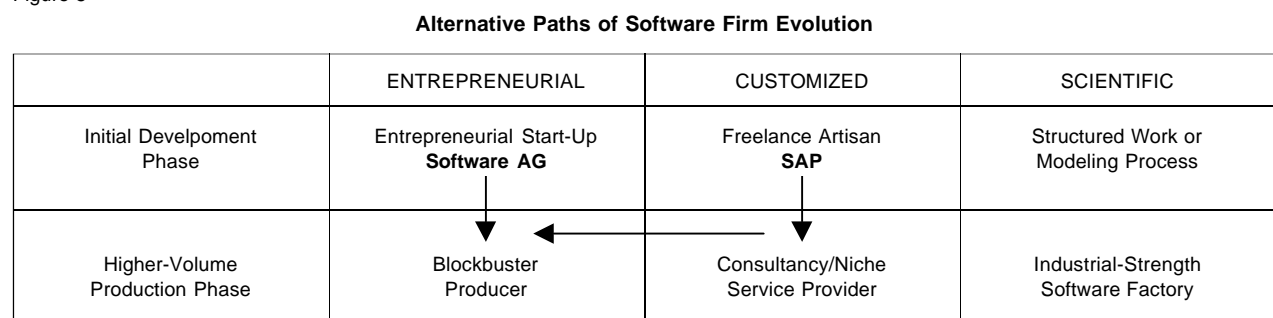 Alternative Paths of Software Firm Evolution
ENTREPRENEURIAL CUSTOMIZED SCIENTIFIC
Initial Develpoment Entrepreneurial Start-Up Freelance Artisan Structured Work or
Phase Software AG SAP Modeling Process
Higher-Volume Blockbuster Consultancy/Niche Industrial-Strength
Production Phase Producer Service Provider Software Factory